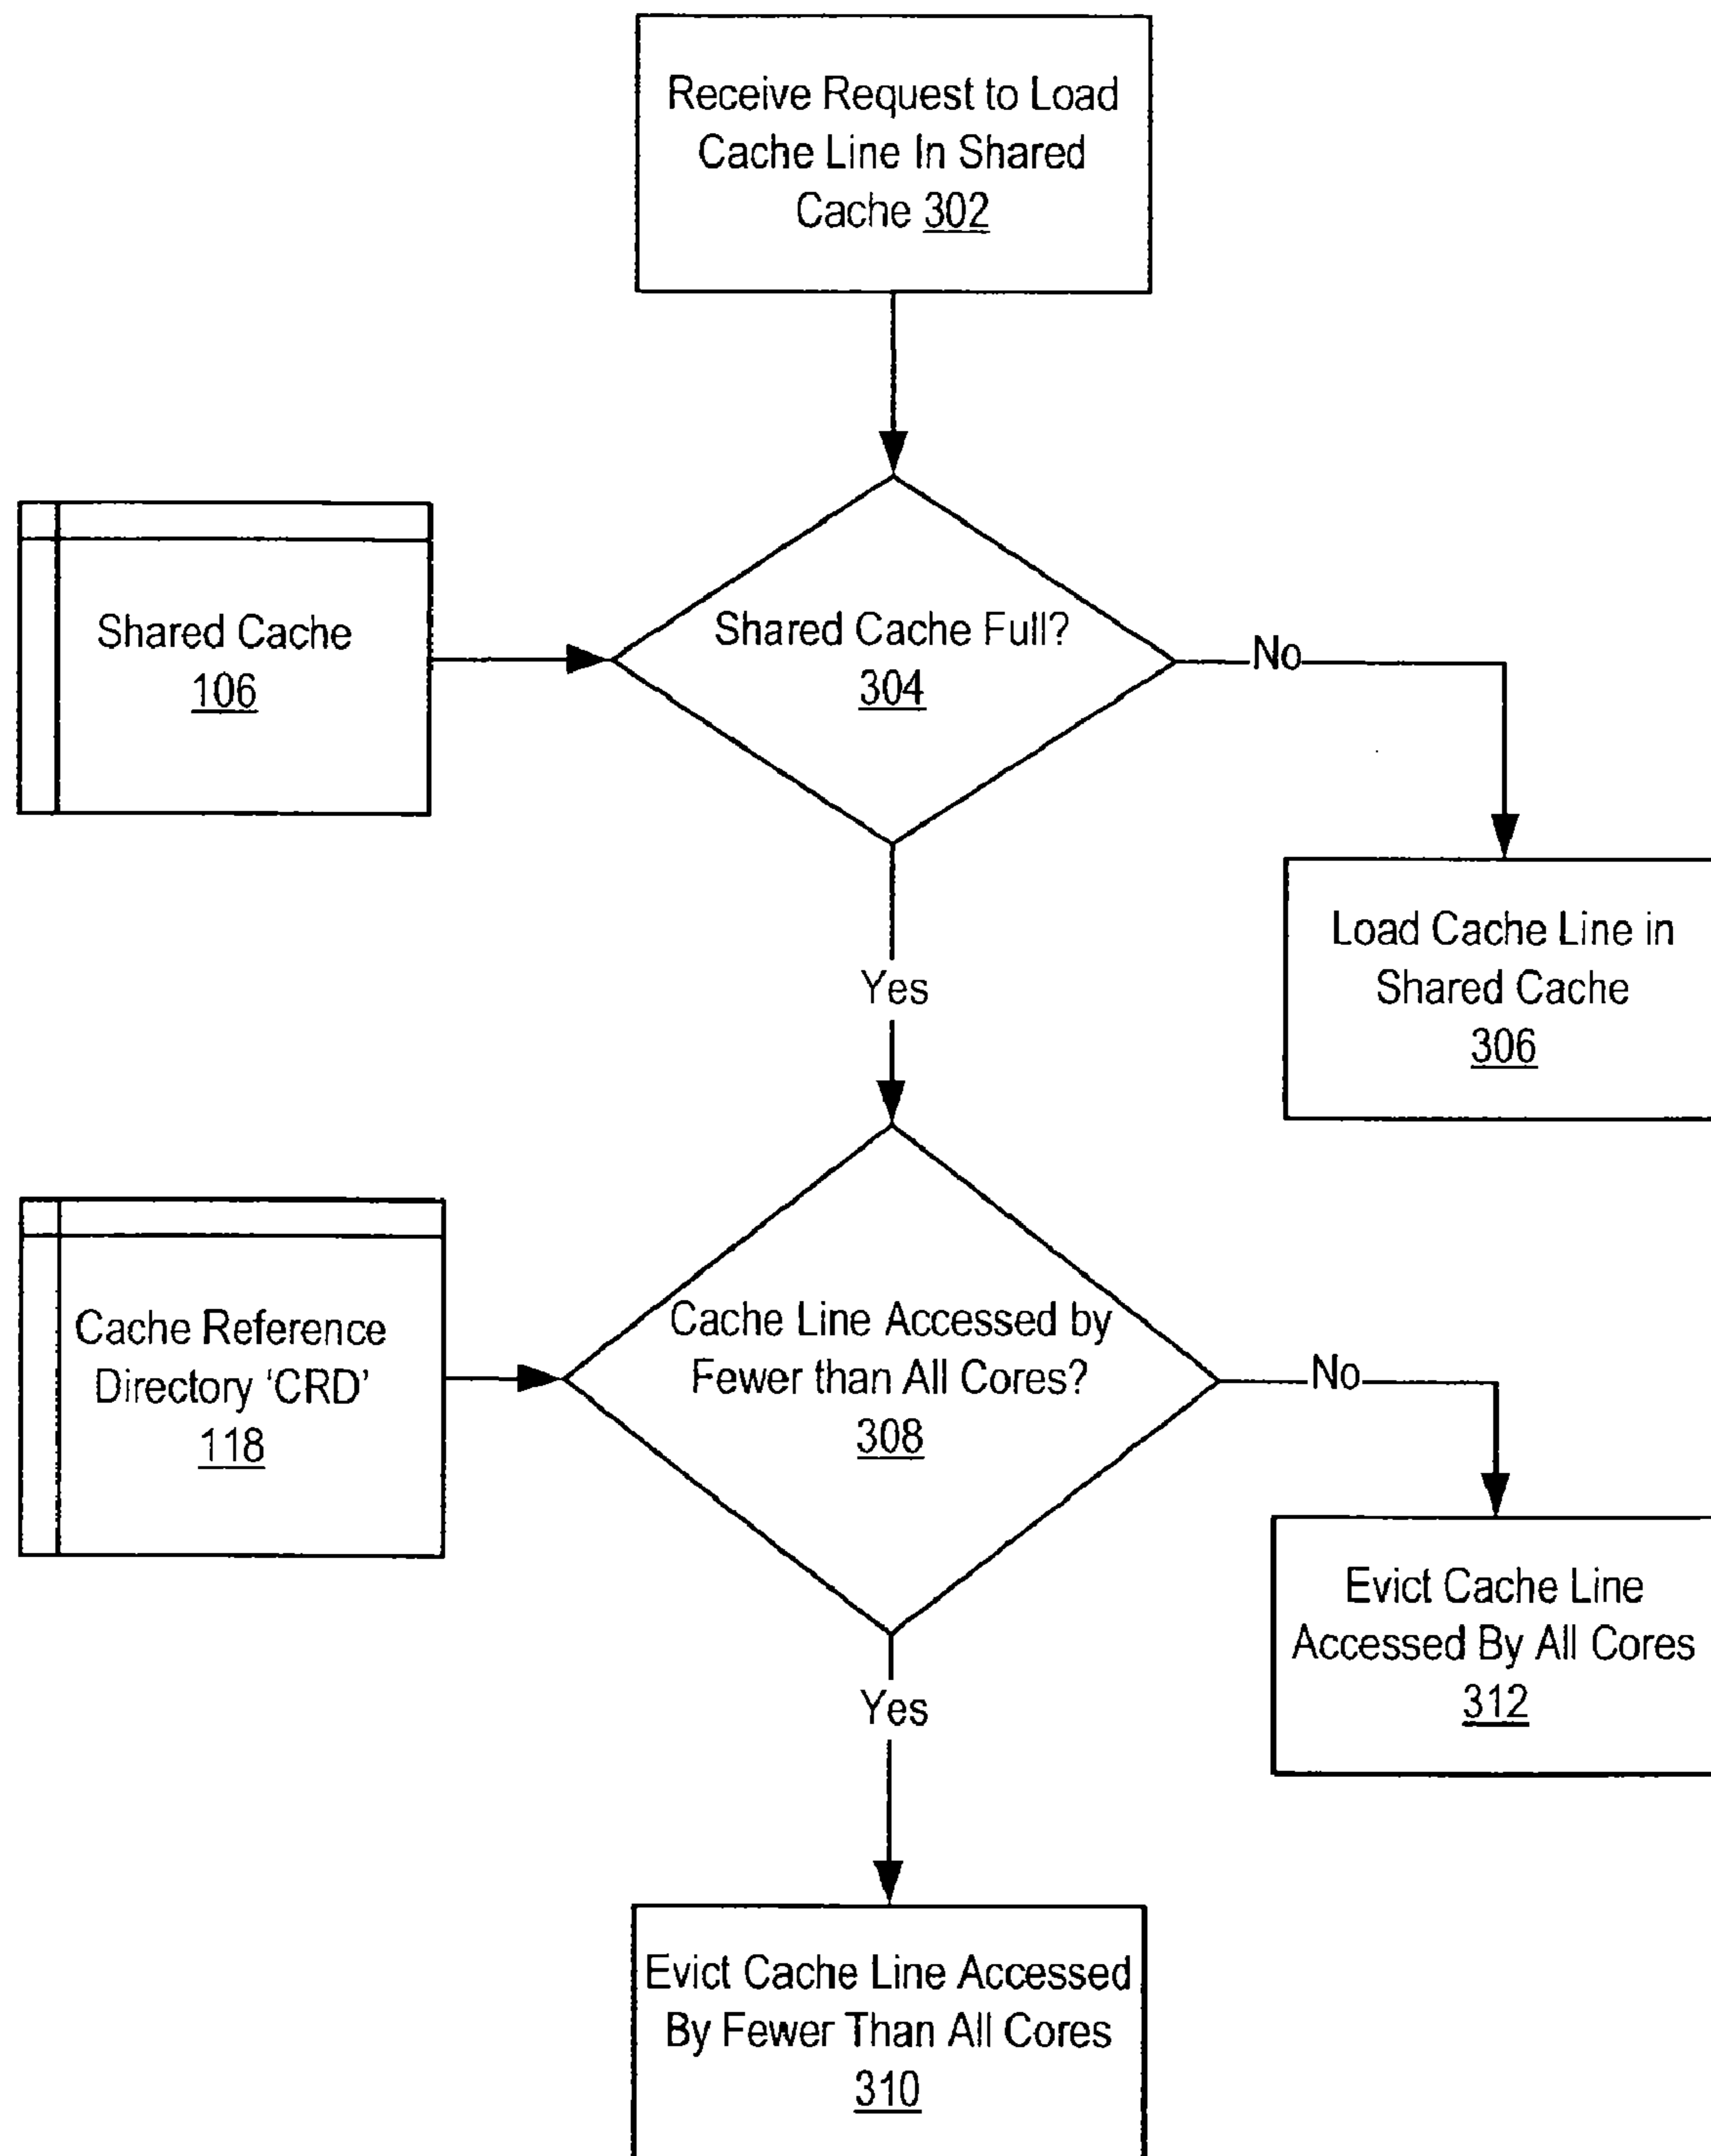 Receive Request to Load
Cache Line In Shared
Cache 302
Shared Cache
106
Shared Cache Full?
304
No
Load Cache Line in
Shared Cache
306
Yes
Cache Reference
Directory ‘CRD’
118
Cache Line Accessed by
Fewer than All Cores?
308
No
Evict Cache Line
Accessed By All Cores
312
Yes
Evict Cache Line Accessed
By Fewer Than All Cores
310